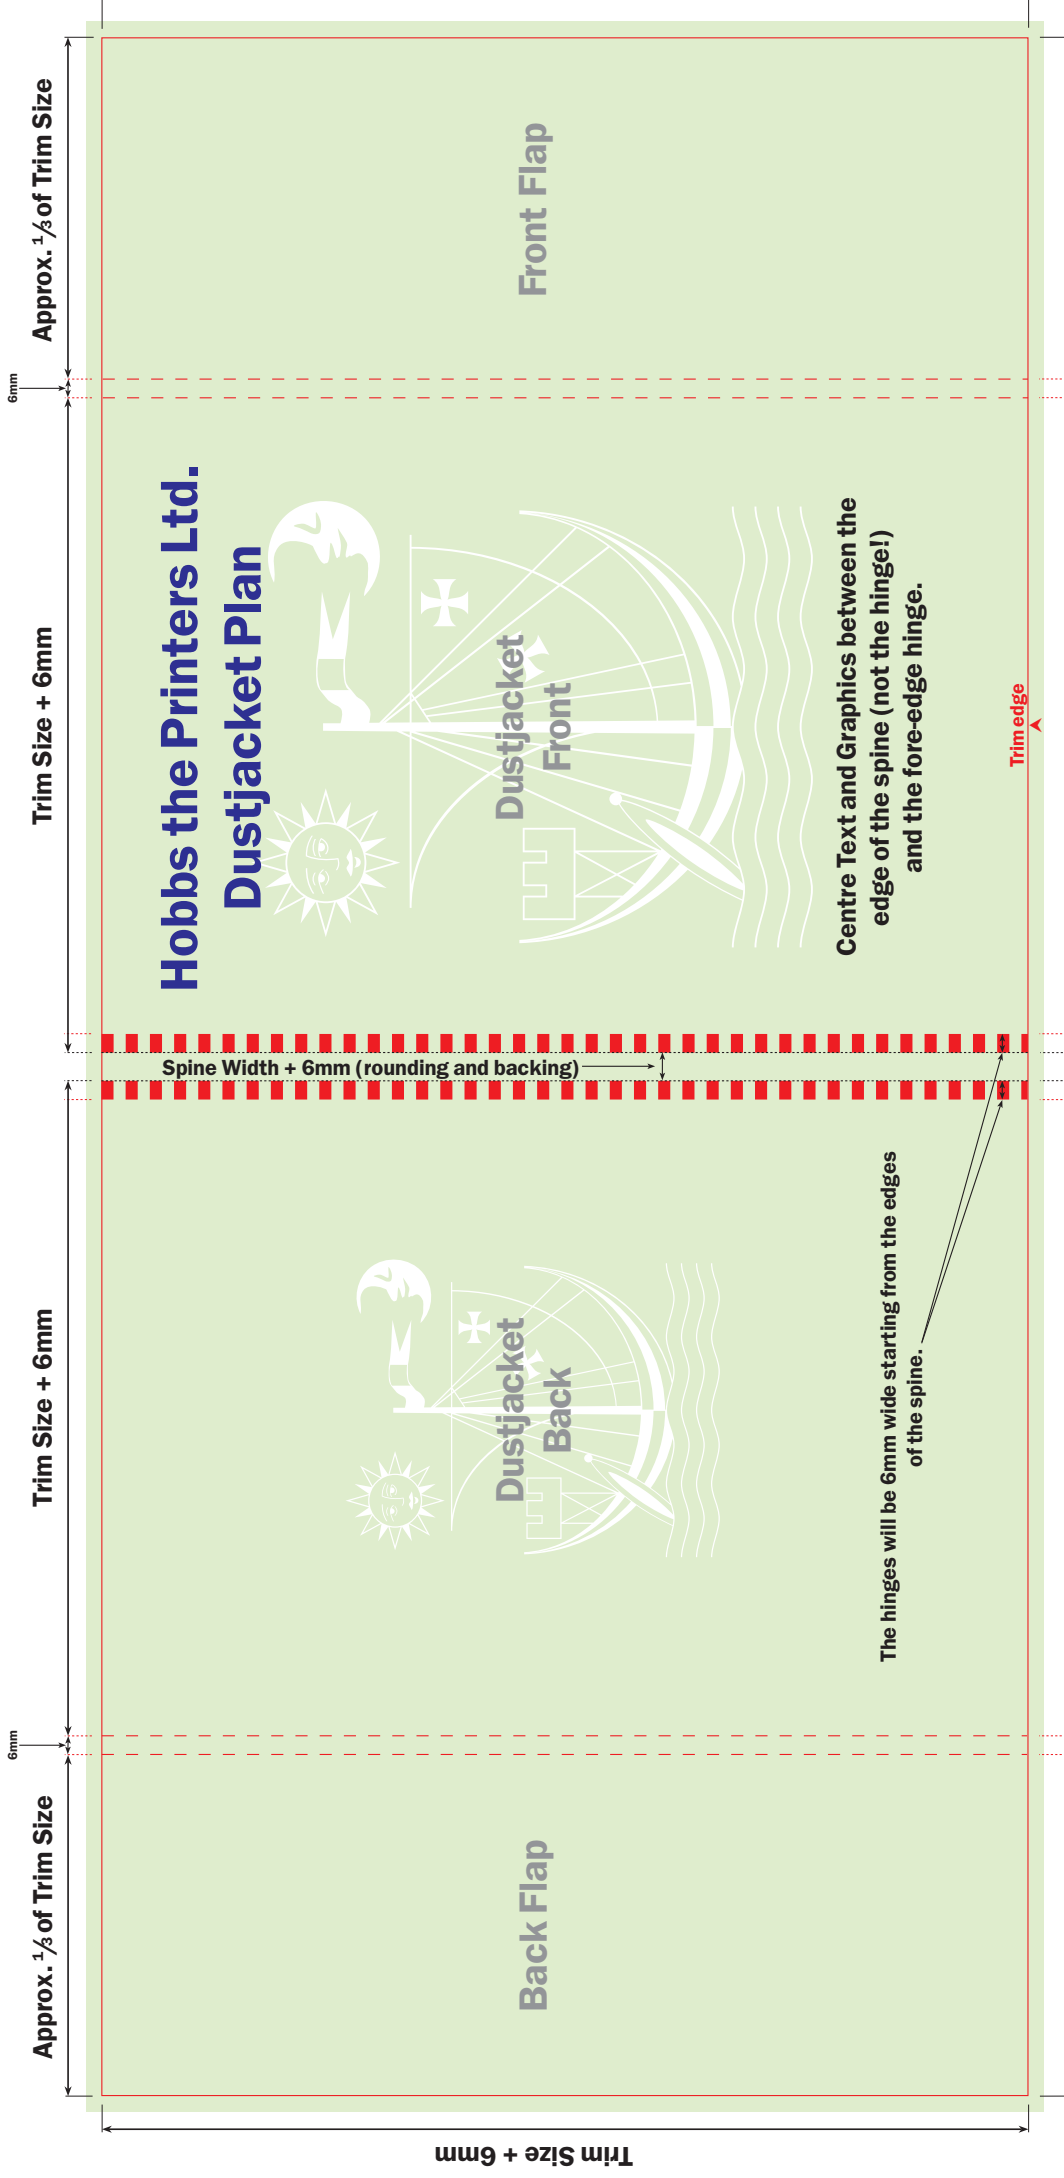 Approx. ⅓ of Trim Size
6mm
Trim Size + 6mm
Trim Size + 6mm
6mm
Approx. ⅓ of Trim Size
Trim Size + 6mm
Back Flap
Dustjacket
Back
The hinges will be 6mm wide starting from the edges
of the spine.
Spine Width + 6mm (rounding and backing)
Hobbs the Printers Ltd.
Dustjacket Plan
Dustjacket
Front
Centre Text and Graphics between the
edge of the spine (not the hinge!)
and the fore-edge hinge.
Trim edge
Front Flap